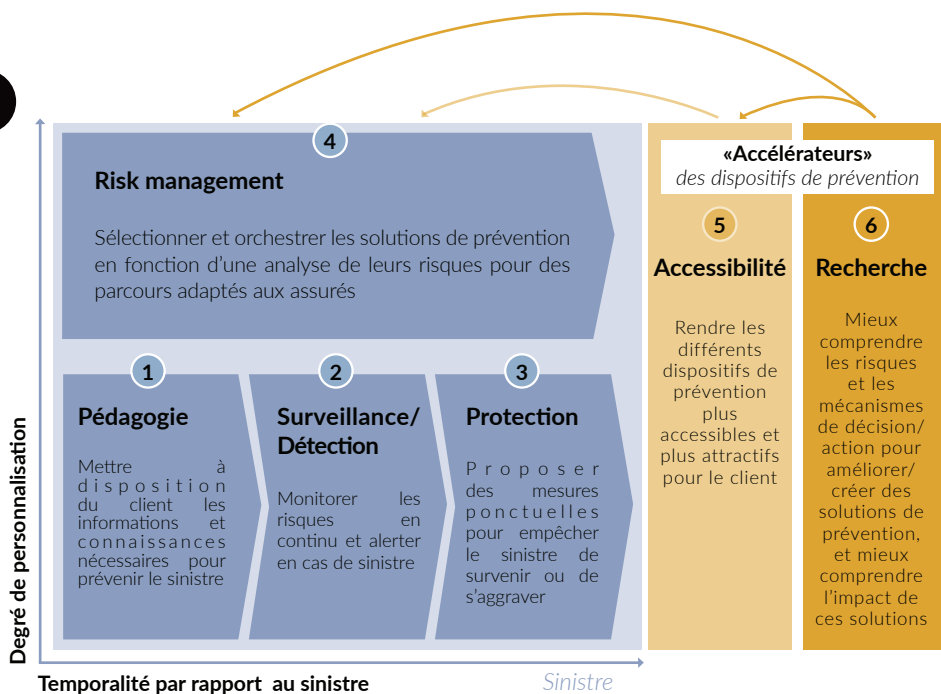 4
Risk management
Sélectionner et orchestrer les solutions de prévention
en fonction d’une analyse de leurs risques pour des
parcours adaptés aux assurés
1
Pédagogie
Mettre à
disposition
du client les
informations et
connaissances
nécessaires pour
prévenir le sinistre
2
Surveillance/
Détection
Monitorer les
risques en
continu et alerter
en cas de sinistre
3
Protection
Proposer
des mesures
ponctuelles
pour empêcher
le sinistre de
survenir ou de
s’aggraver
«Accélérateurs»
des dispositifs de prévention
5
Accessibilité
Rendre les
différents
dispositifs de
prévention
plus
accessibles et
plus attractifs
pour le client
6
Recherche
Mieux
comprendre
les risques
et les
mécanismes
de décision/
action pour
améliorer/
créer des
solutions de
prévention,
et mieux
comprendre
l’impact de
ces solutions
Degré de personnalisation
Temporalité par rapport au sinistre
Sinistre